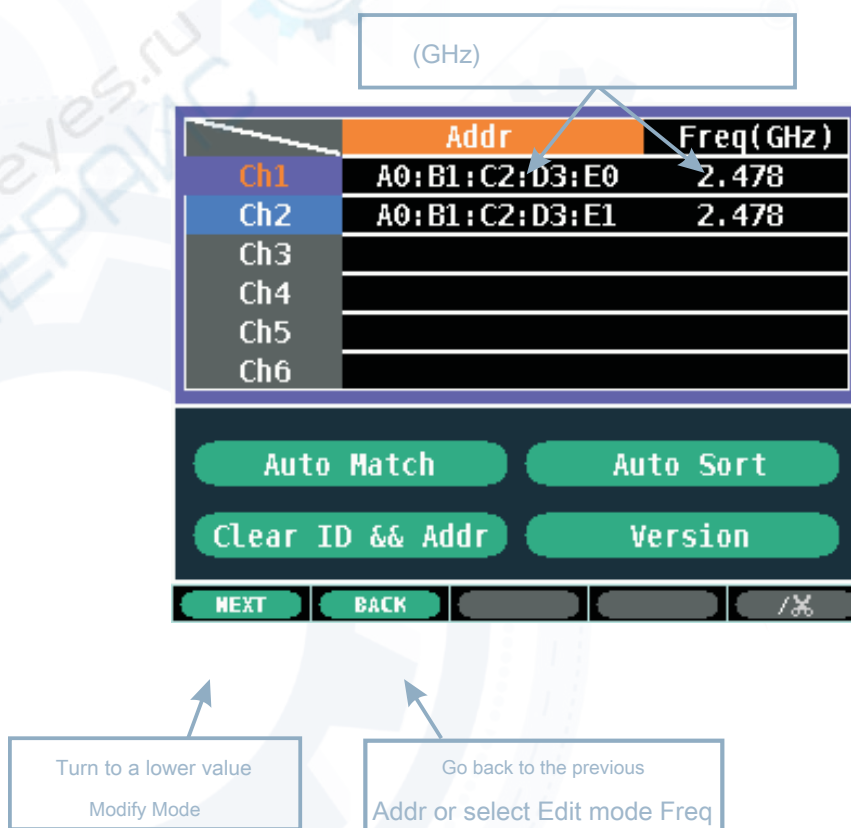 (GHz)
Addr Freq(GHz)
Ch1 A0:B1:C2:D3:E0 2.478
Ch2 A0:B1:C2:D3:E1 2.478
Ch3
Ch4
Ch5
Ch6
Auto Match Auto Sort
Clear ID && Addr Version
NEXT BACK /
Turn to a lower value
Modify Mode
Go back to the previous
Addr or select Edit mode Freq